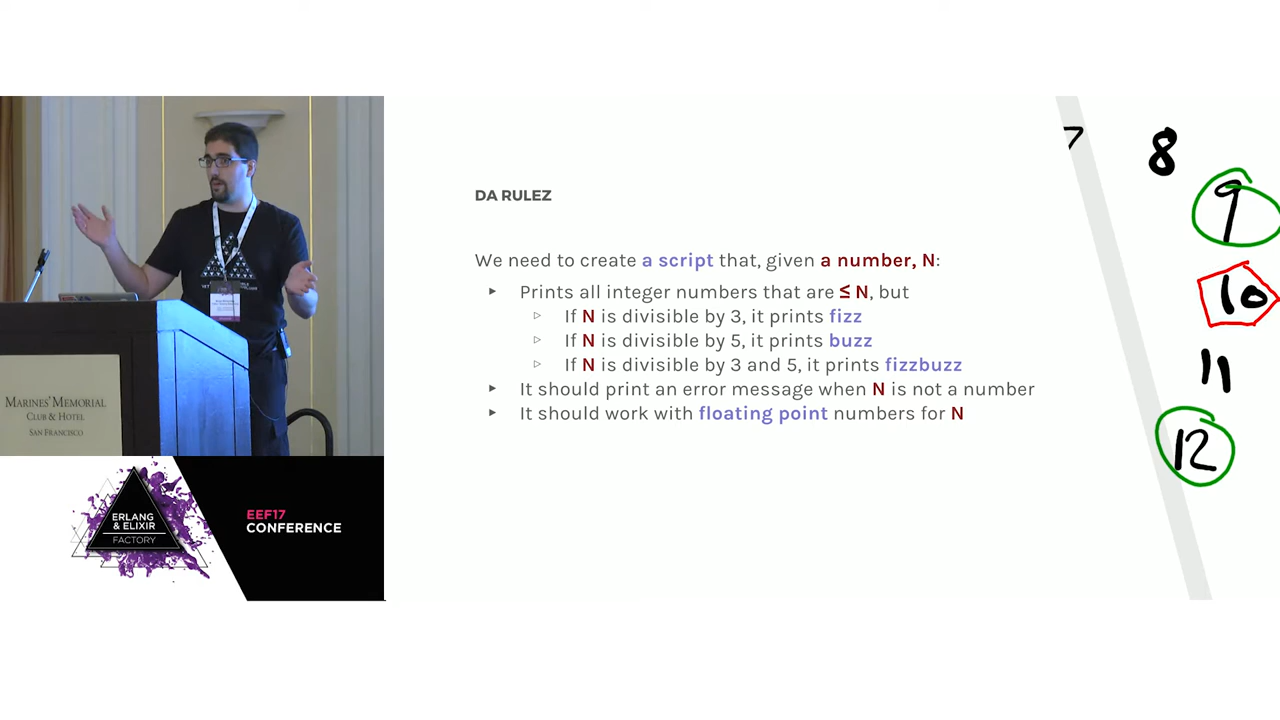 DA RULEZ
We need to create a script that, given a number, N:
‣ Prints all integer numbers that are ≤ N, but
▹ If N is divisible by 3, it prints fizz
▹ If N is divisible by 5, it prints buzz
▹ If N is divisible by 3 and 5, it prints fizzbuzz
‣ It should print an error message when N is not a number
‣ It should work with floating point numbers for N
7
8
9
10
11
12
MARINES' MEMORIAL
CLUB & HOTEL
SAN FRANCISCO
ERLANG
& ELIXIR
FACTORY
EEF17
CONFERENCE